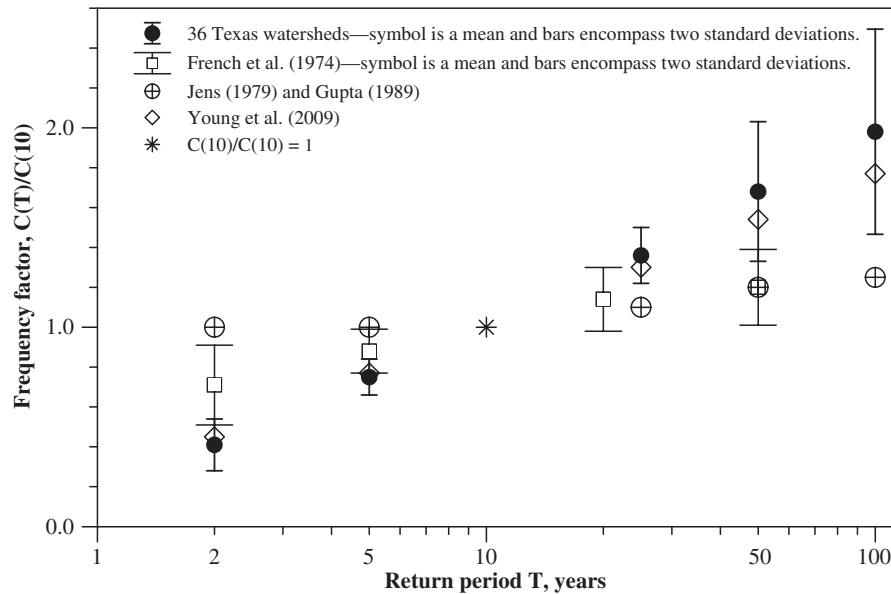 36 Texas watersheds—symbol is a mean and bars encompass two standard deviations.
French et al. (1974)—symbol is a mean and bars encompass two standard deviations.
Jens (1979) and Gupta (1989)
Young et al. (2009)
C(10)/C(10) = 1
Frequency factor, C(T)/C(10)
2.0
1.0
0.0
1 2 5 10 20 50 100
Return period T, years